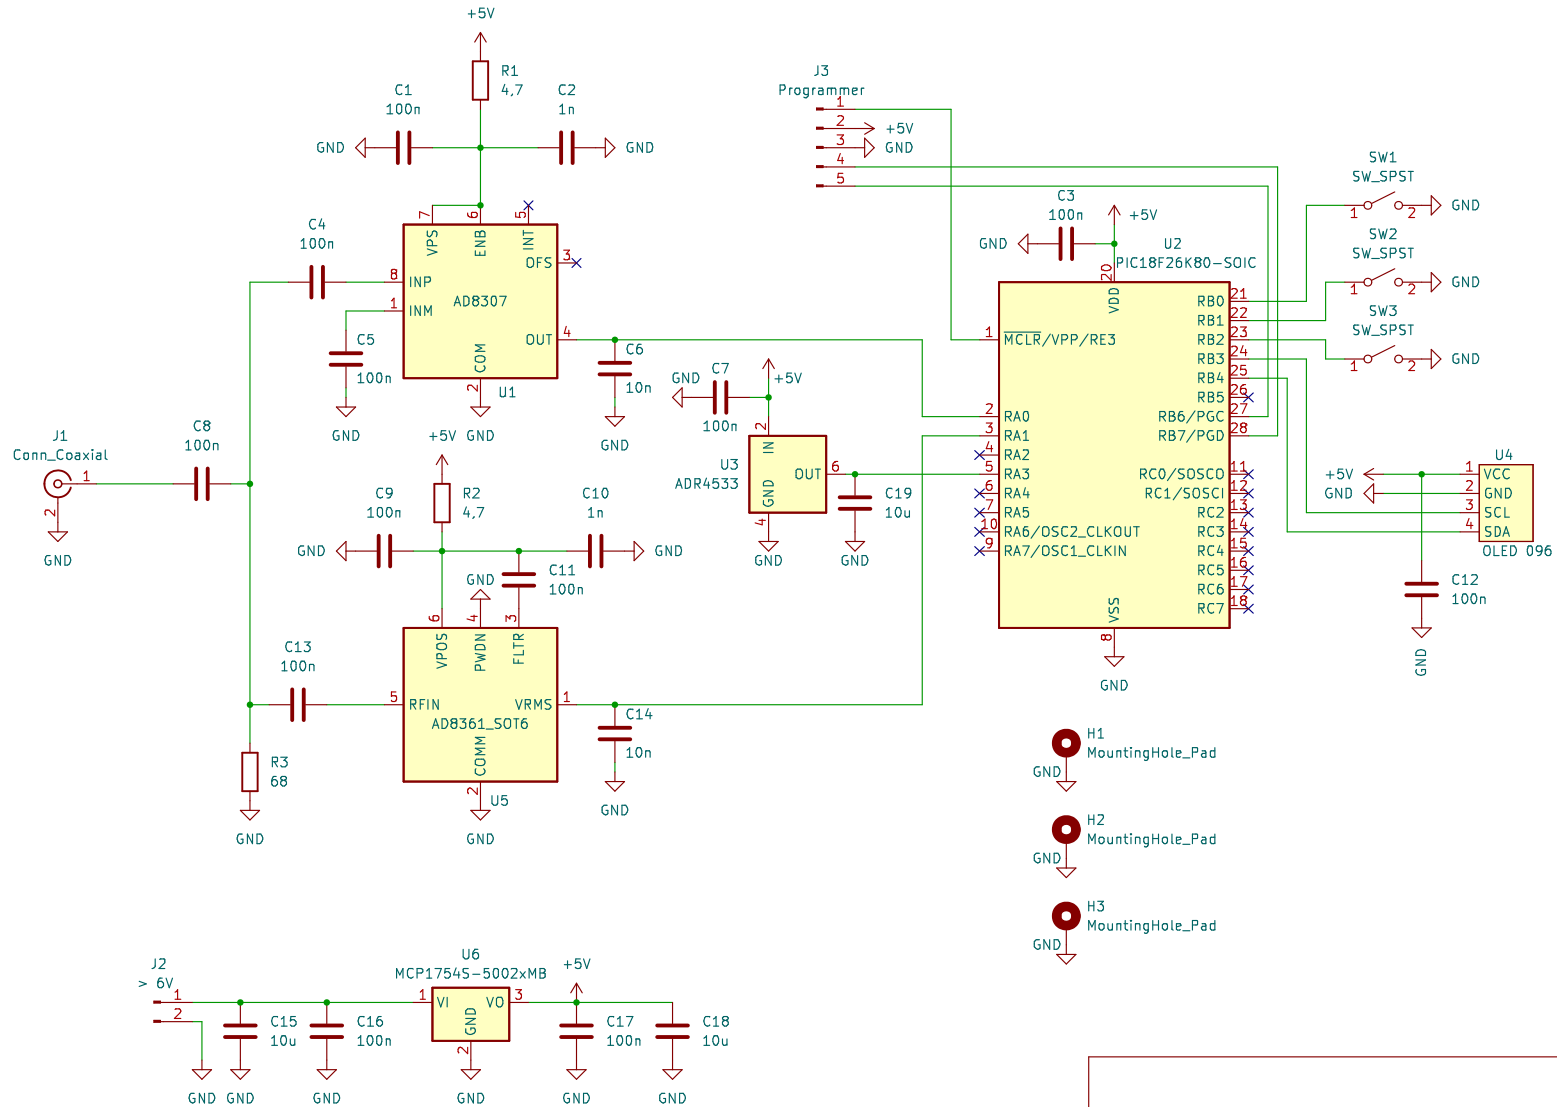 +5V
R1
4,7
C1
100n
C2
1n
GND
GND
7
6
5
VPS
ENB
INT
OFS
3
C4
100n
8
INP
AD8307
1
INM
C5
100n
GND
OUT
4
COM
2
U1
GND
C6
10n
GND
J3
Programmer
1
2
+5V
3
GND
4
5
C3
100n
GND
+5V
U2
PIC18F26K80-SOIC
20
VDD
1
MCLR/VPP/RE3
2
RA0
3
RA1
4
RA2
5
RA3
6
RA4
7
RA5
10
RA6/OSC2_CLKOUT
9
RA7/OSC1_CLKIN
RB0
21
RB1
22
RB2
23
RB3
24
RB4
25
RB5
26
RB6/PGC
27
RB7/PGD
28
RC0/SOSCO
11
RC1/SOSCI
12
RC2
13
RC3
14
RC4
15
RC5
16
RC6
17
RC7
18
VSS
8
GND
SW1
SW_SPST
1
2
GND
SW2
SW_SPST
1
2
GND
SW3
SW_SPST
1
2
GND
GND
C7
100n
+5V
2
IN
U3
ADR4533
OUT
6
GND
4
GND
C19
10u
GND
J1
Conn_Coaxial
1
2
GND
C8
100n
+5V
R2
4,7
C9
100n
GND
C10
1n
GND
GND
C11
100n
6
4
3
VPOS
PWDN
FLTR
C13
100n
5
RFIN
VRMS
1
AD8361_SOT6
COMM
2
U5
GND
C14
10n
GND
R3
68
GND
U4
+5V
GND
1
VCC
2
GND
3
SCL
4
SDA
OLED 096
C12
100n
GND
H1
MountingHole_Pad
GND
H2
MountingHole_Pad
GND
H3
MountingHole_Pad
GND
J2
> 6V
1
2
GND
C15
10u
GND
C16
100n
GND
U6
MCP1754S-5002xMB
1
VI
VO
3
GND
2
GND
+5V
C17
100n
GND
C18
10u
GND